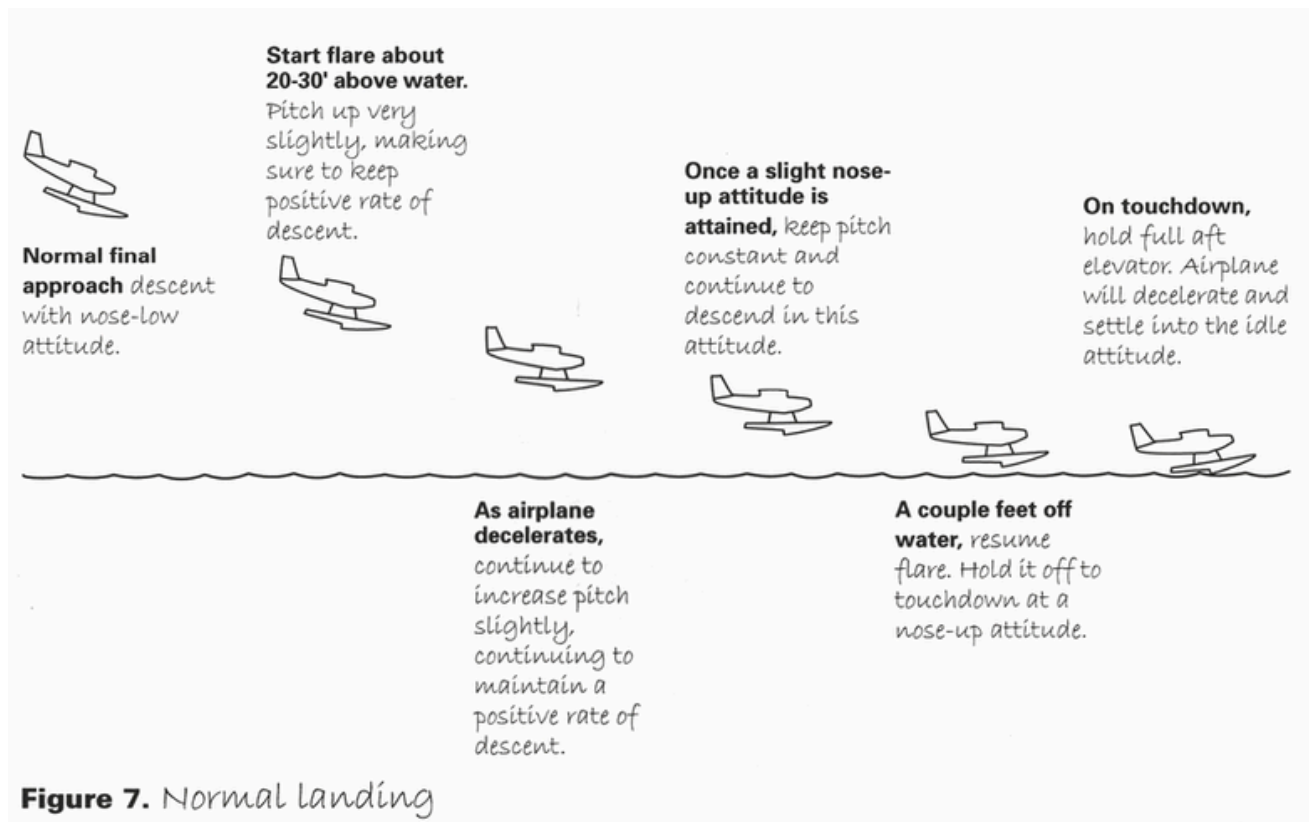 Start flare about
20-30' above water.
Pitch up very
slightly, making
sure to keep
positive rate of
descent.
Normal final
approach descent
with nose-low
attitude.
Once a slight nose-
up attitude is
attained, keep pitch
constant and
continue to
descend in this
attitude.
On touchdown,
hold full aft
elevator. Airplane
will decelerate and
settle into the idle
attitude.
As airplane
decelerates,
continue to
increase pitch
slightly,
continuing to
maintain a
positive rate of
descent.
A couple feet off
water, resume
flare. Hold it off to
touchdown at a
nose-up attitude.
Figure 7. Normal landing